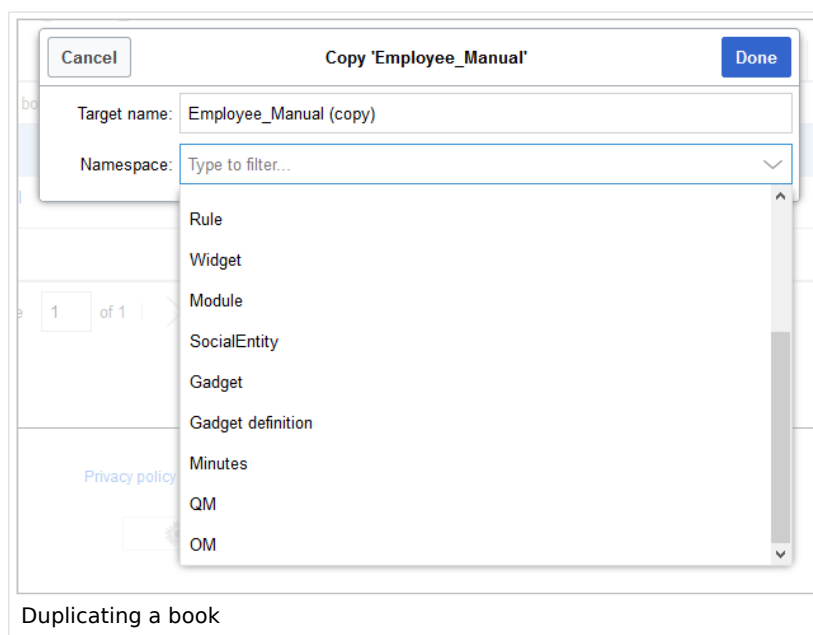 Cancel Copy 'Employee_Manual' Done
bo
Target name: Employee_Manual (copy)
Namespace: Type to filter...
Rule
Widget
Module
1 of 1
SocialEntity
Gadget
Gadget definition
Minutes
Privacy policy
QM
OM
Duplicating a book